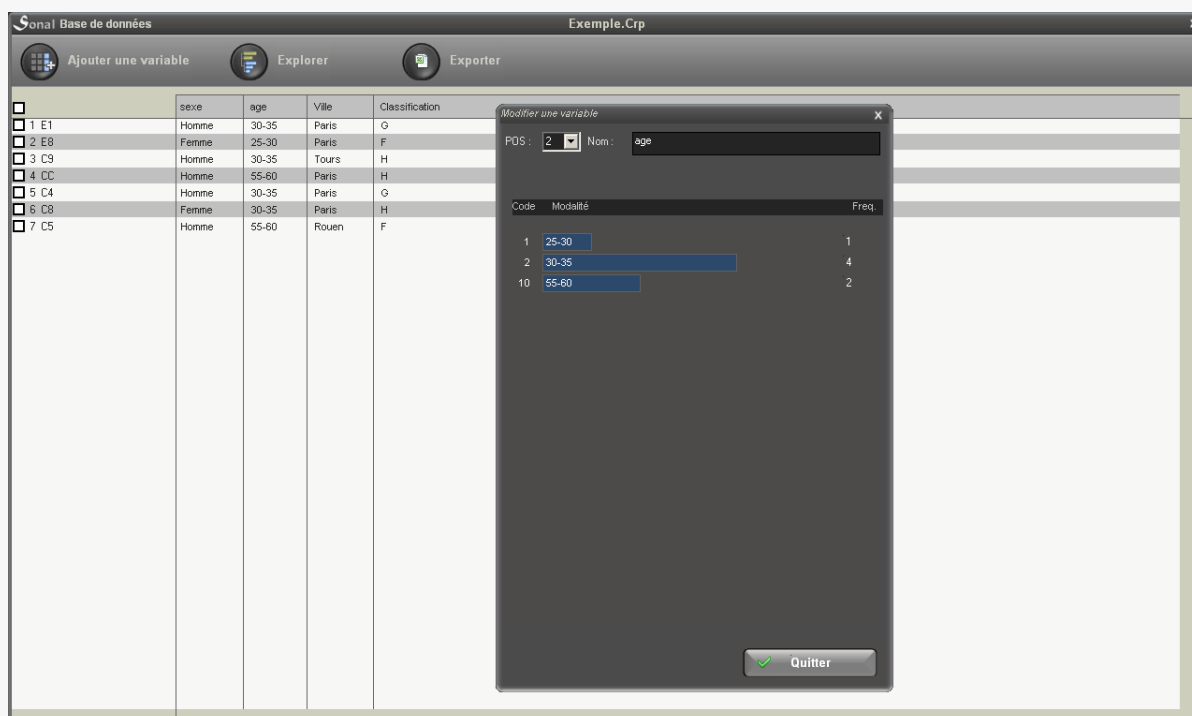 Sonal Base de données Exemple.Crp
Ajouter une variable Explorer Exporter
sexe age Ville Classification
1 E1 Homme 30-35 Paris G
2 E8 Femme 25-30 Paris F
3 C9 Homme 30-35 Tours H
4 CC Homme 55-60 Paris H
5 C4 Homme 30-35 Paris G
6 C8 Femme 30-35 Paris H
7 C5 Homme 55-60 Rouen F
Modifier une variable x
POS : 2 Nom : age
Code Modalité Freq.
1 25-30 1
2 30-35 4
10 55-60 2
Quitter